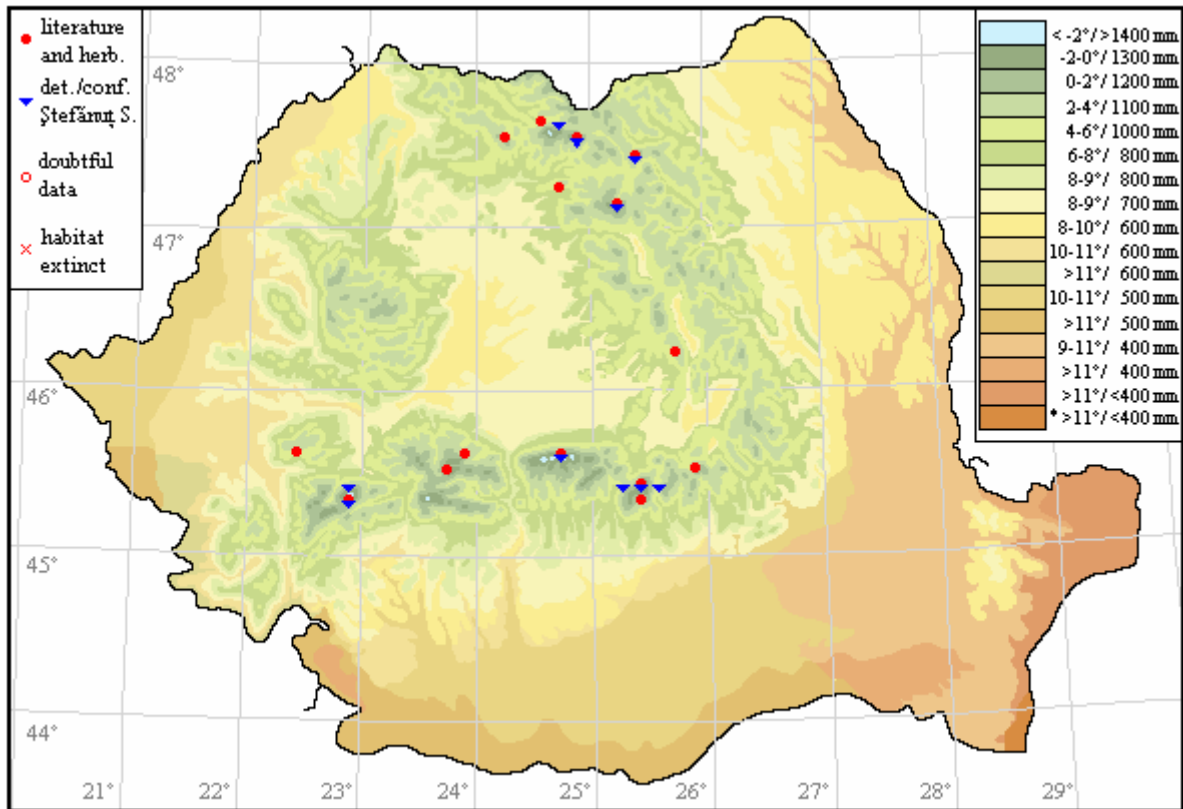 literature
and herb.
det./conf.
Ștefănuț S.
doubtful
data
habitat
extinct
< -2°/>1400 mm
-2-0°/ 1300 mm
0-2°/ 1200 mm
2-4°/ 1100 mm
4-6°/ 1000 mm
6-8°/ 800 mm
8-9°/ 800 mm
8-9°/ 700 mm
8-10°/ 600 mm
10-11°/ 600 mm
>11°/ 600 mm
10-11°/ 500 mm
>11°/ 500 mm
9-11°/ 400 mm
>11°/ 400 mm
>11°/<400 mm
* >11°/<400 mm
48°
47°
46°
45°
44°
21° 22° 23° 24° 25° 26° 27° 28° 29°